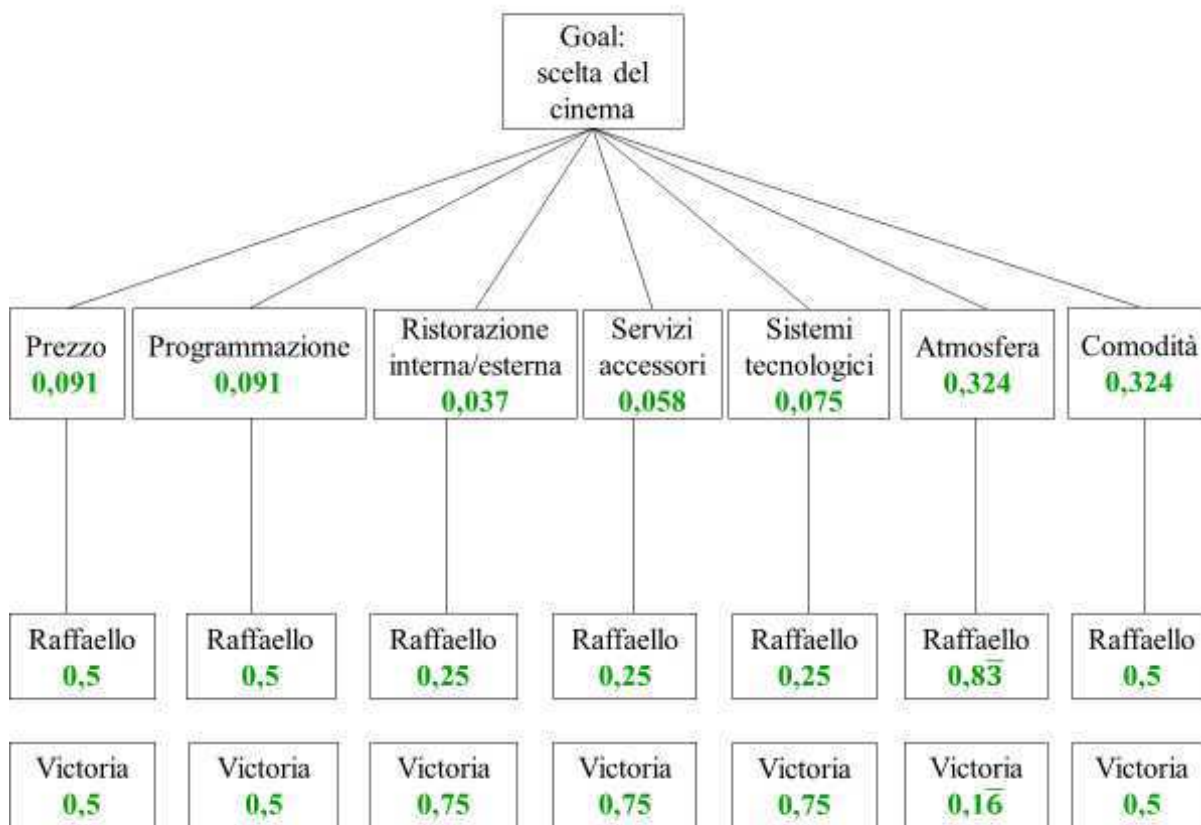 Goal:
scelta del
cinema
Prezzo
0,091
Programmazione
0,091
Ristorazione
interna/esterna
0,037
Servizi
accessori
0,058
Sistemi
tecnologici
0,075
Atmosfera
0,324
Comodità
0,324
Raffaello
0,5
Raffaello
0,5
Raffaello
0,25
Raffaello
0,25
Raffaello
0,25
Raffaello
0,83̅
Raffaello
0,5
Victoria
0,5
Victoria
0,5
Victoria
0,75
Victoria
0,75
Victoria
0,75
Victoria
0,16̅
Victoria
0,5